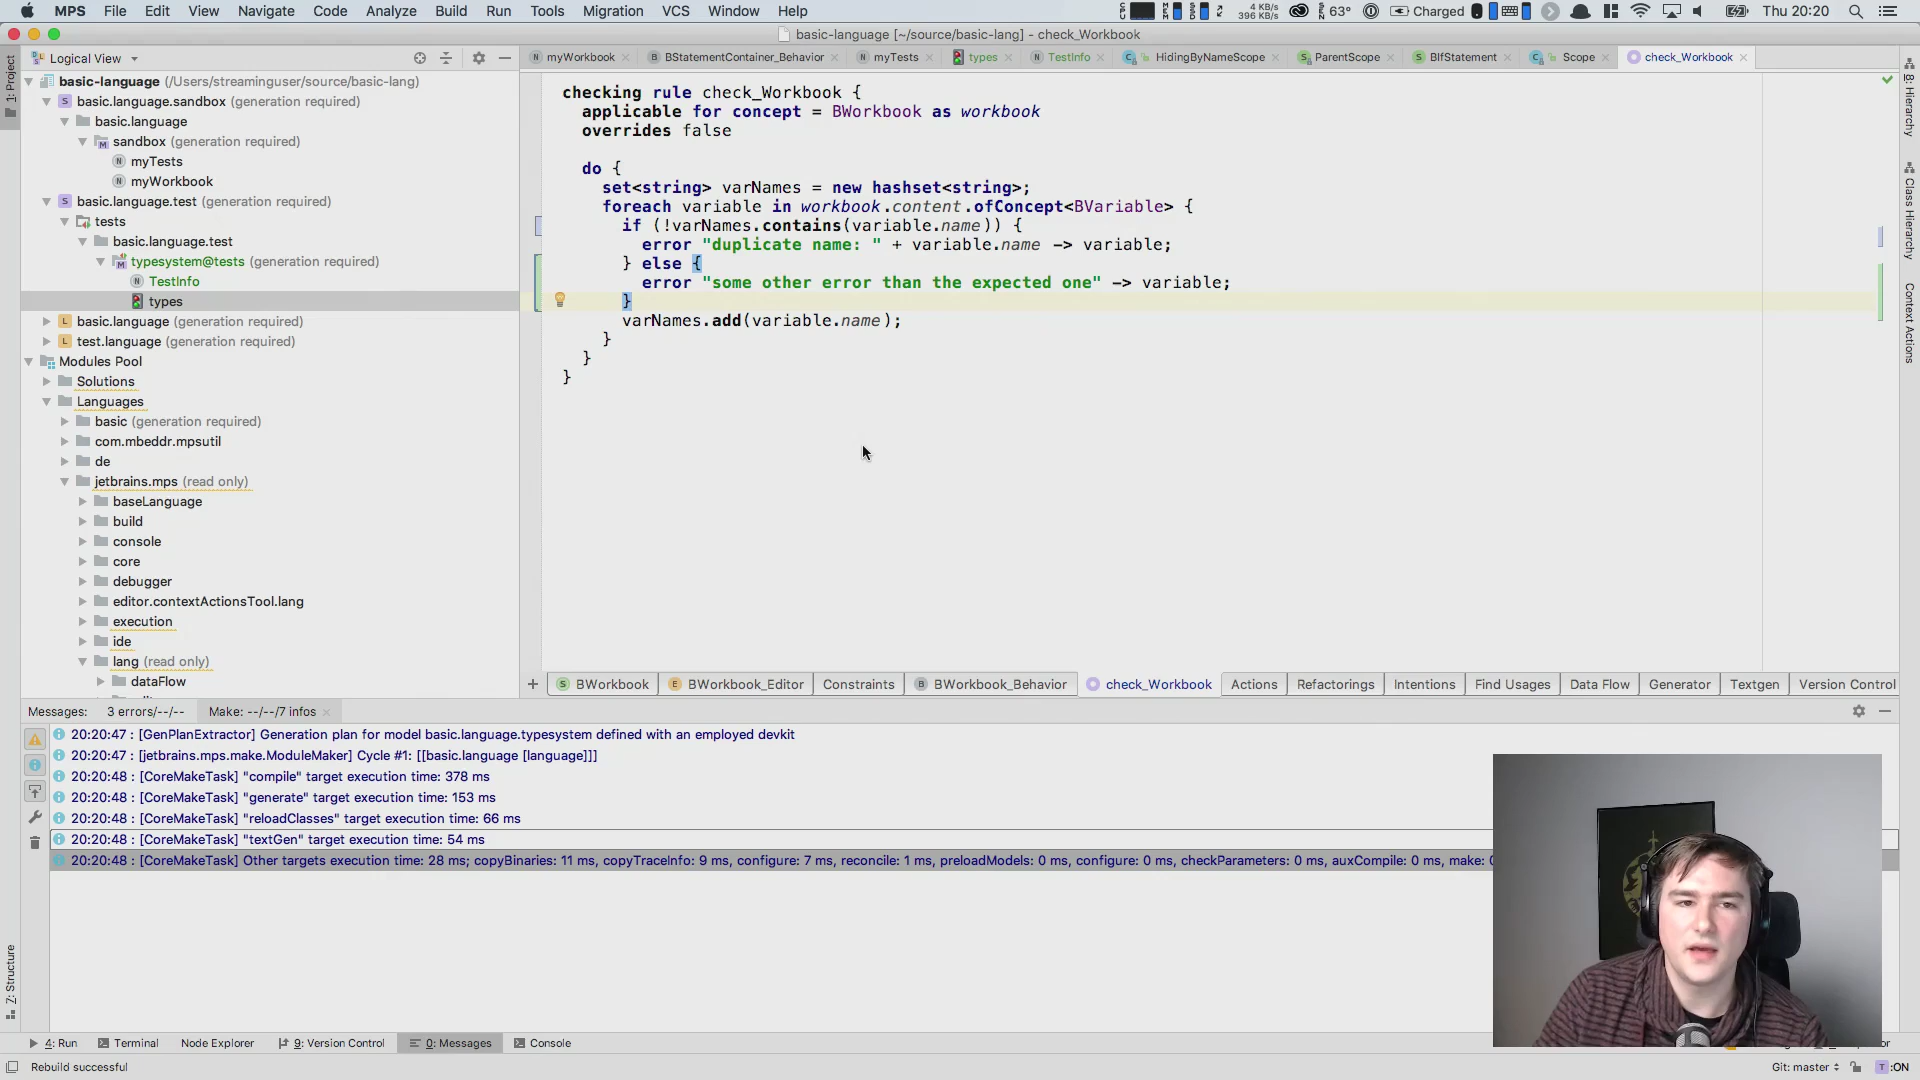 MPS File Edit View Navigate Code Analyze Build Run Tools Migration VCS Window Help
4 KB/s
396 KB/s
63° Charged Thu 20:20
basic-language [~/source/basic-lang] - check_Workbook
Logical View
myWorkbook BStatementContainer_Behavior myTests types TestInfo HidingByNameScope ParentScope BIfStatement Scope check_Workbook
1: Project
basic-language (/Users/streaminguser/source/basic-lang)
basic.language.sandbox (generation required)
basic.language
sandbox (generation required)
myTests
myWorkbook
basic.language.test (generation required)
tests
basic.language.test
typesystem@tests (generation required)
TestInfo
types
basic.language (generation required)
test.language (generation required)
Modules Pool
Solutions
Languages
basic (generation required)
com.mbeddr.mpsutil
de
jetbrains.mps (read only)
baseLanguage
build
console
core
debugger
editor.contextActionsTool.lang
execution
ide
lang (read only)
dataFlow
checking rule check_Workbook {
applicable for concept = BWorkbook as workbook
overrides false
do {
set<string> varNames = new hashset<string>;
foreach variable in workbook.content.ofConcept<BVariable> {
if (!varNames.contains(variable.name)) {
error "duplicate name: " + variable.name -> variable;
} else {
error "some other error than the expected one" -> variable;
}
varNames.add(variable.name);
}
}
}
8: Hierarchy
Class Hierarchy
Context Actions
+ BWorkbook BWorkbook_Editor Constraints BWorkbook_Behavior check_Workbook Actions Refactorings Intentions Find Usages Data Flow Generator Textgen Version Control
Messages: 3 errors/--/-- Make: --/--/7 infos
20:20:47 : [GenPlanExtractor] Generation plan for model basic.language.typesystem defined with an employed devkit
20:20:47 : [jetbrains.mps.make.ModuleMaker] Cycle #1: [[basic.language [language]]]
20:20:48 : [CoreMakeTask] "compile" target execution time: 378 ms
20:20:48 : [CoreMakeTask] "generate" target execution time: 153 ms
20:20:48 : [CoreMakeTask] "reloadClasses" target execution time: 66 ms
20:20:48 : [CoreMakeTask] "textGen" target execution time: 54 ms
20:20:48 : [CoreMakeTask] Other targets execution time: 28 ms; copyBinaries: 11 ms, copyTraceInfo: 9 ms, configure: 7 ms, reconcile: 1 ms, preloadModels: 0 ms, configure: 0 ms, checkParameters: 0 ms, auxCompile: 0 ms, make: 0
Z: Structure
4: Run Terminal Node Explorer 9: Version Control 0: Messages Console
Rebuild successful
Git: master T :ON